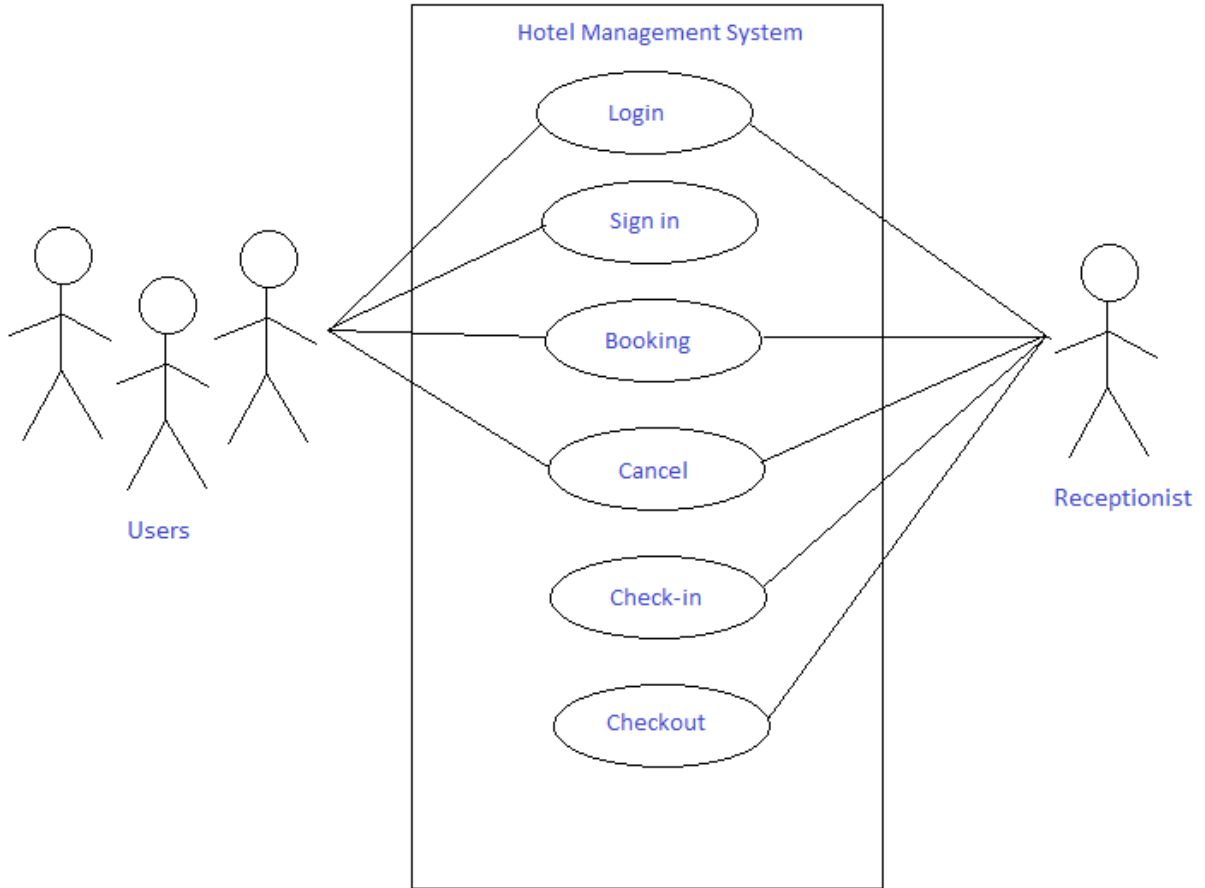 Hotel Management System
Login
Sign in
Booking
Cancel
Check-in
Checkout
Users
Receptionist